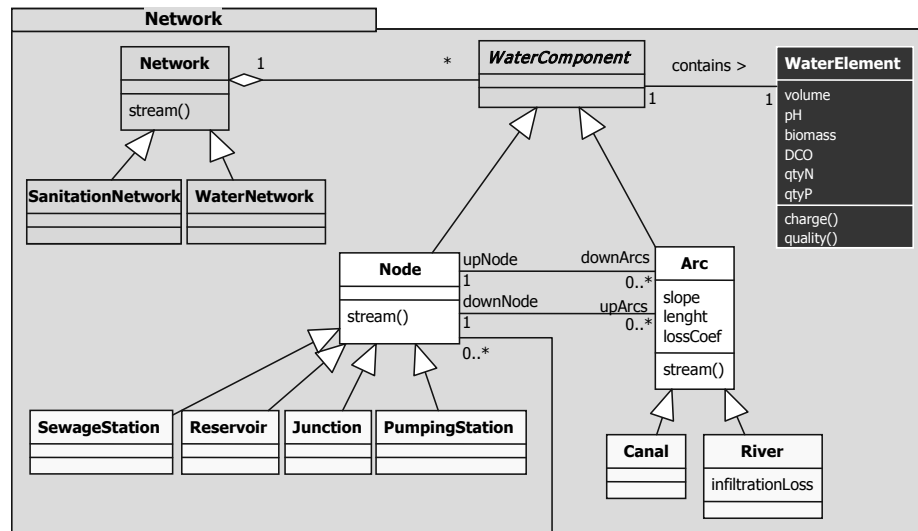 Network
Network
stream()
1
*
WaterComponent
contains >
1
1
WaterElement
volume
pH
biomass
DCO
qtyN
qtyP
charge()
quality()
SanitationNetwork
WaterNetwork
Node
stream()
upNode
1
downArcs
0..*
downNode
1
upArcs
0..*
0..*
Arc
slope
lenght
lossCoef
stream()
SewageStation
Reservoir
Junction
PumpingStation
Canal
River
infiltrationLoss